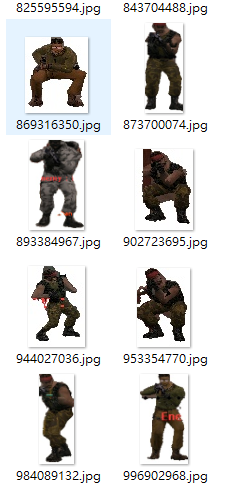 825595594.jpg 843704488.jpg
869316350.jpg 873700074.jpg
893384967.jpg 902723695.jpg
944027036.jpg 953354770.jpg
Ene
984089132.jpg 996902968.jpg